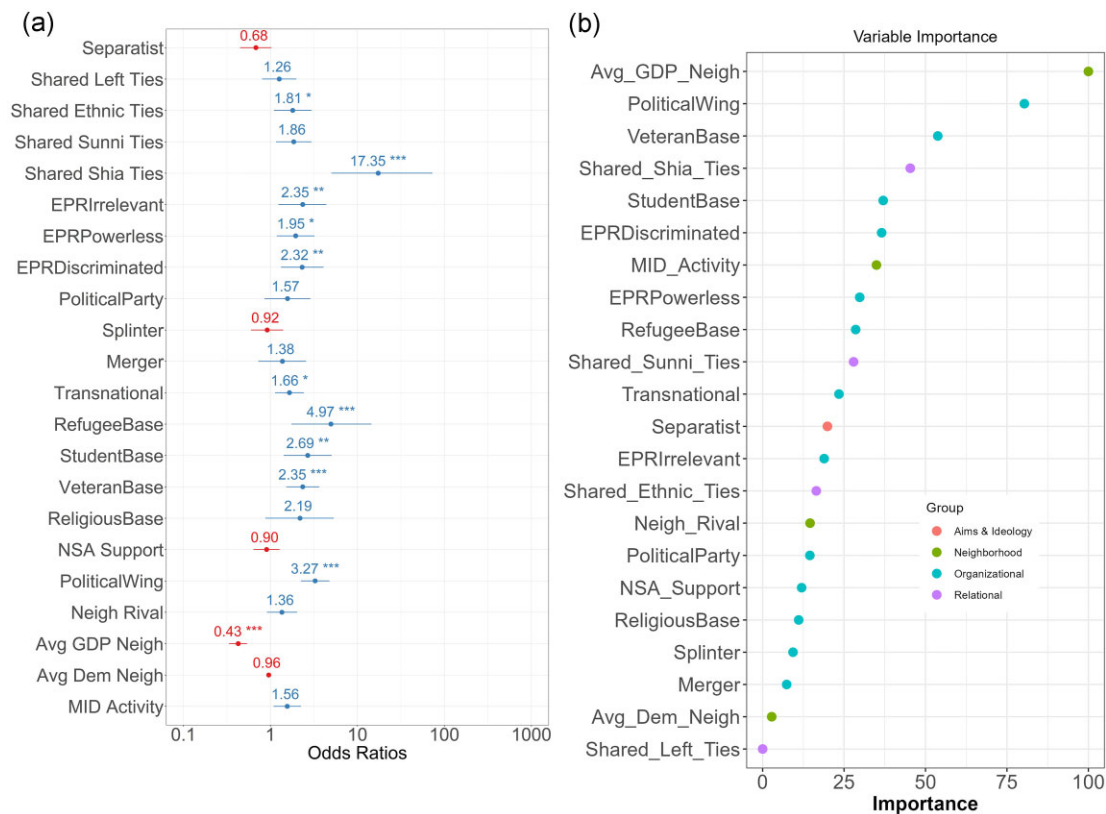 (a)
Separatist
0.68
Shared Left Ties
1.26
Shared Ethnic Ties
1.81 *
Shared Sunni Ties
1.86
Shared Shia Ties
17.35 ***
EPRIrrelevant
2.35 **
EPRPowerless
1.95 *
EPRDiscriminated
2.32 **
PoliticalParty
1.57
Splinter
0.92
Merger
1.38
Transnational
1.66 *
RefugeeBase
4.97 ***
StudentBase
2.69 **
VeteranBase
2.35 ***
ReligiousBase
2.19
NSA Support
0.90
PoliticalWing
3.27 ***
Neigh Rival
1.36
Avg GDP Neigh
0.43 ***
Avg Dem Neigh
0.96
MID Activity
1.56
0.1 1 10 100 1000
Odds Ratios
(b)
Variable Importance
Avg_GDP_Neigh
PoliticalWing
VeteranBase
Shared_Shia_Ties
StudentBase
EPRDiscriminated
MID_Activity
EPRPowerless
RefugeeBase
Shared_Sunni_Ties
Transnational
Separatist
EPRIrrelevant
Shared_Ethnic_Ties
Neigh_Rival
PoliticalParty
NSA_Support
ReligiousBase
Splinter
Merger
Avg_Dem_Neigh
Shared_Left_Ties
Group
Aims & Ideology
Neighborhood
Organizational
Relational
0 25 50 75 100
Importance